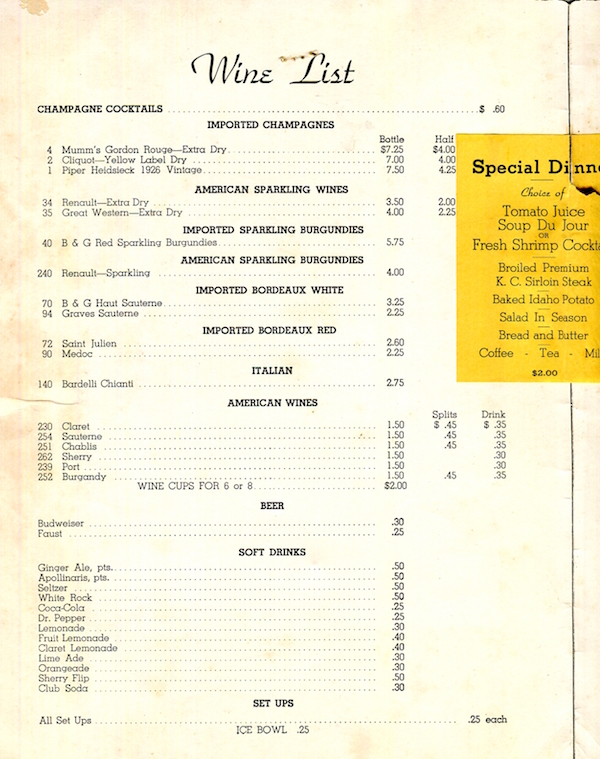 Wine List
CHAMPAGNE COCKTAILS $ .60
IMPORTED CHAMPAGNES
Bottle Half
4 Mumm's Gordon Rouge—Extra Dry $7.25 $4.00
2 Cliquot—Yellow Label Dry 7.00 4.00
1 Piper Heidsieck 1926 Vintage 7.50 4.25
AMERICAN SPARKLING WINES
34 Renault—Extra Dry 3.50 2.00
35 Great Western—Extra Dry 4.00 2.25
IMPORTED SPARKLING BURGUNDIES
40 B & G Red Sparkling Burgundies 5.75
AMERICAN SPARKLING BURGUNDIES
240 Renault—Sparkling 4.00
IMPORTED BORDEAUX WHITE
70 B & G Haut Sauterne 3.25
94 Graves Sauterne 2.25
IMPORTED BORDEAUX RED
72 Saint Julien 2.60
90 Medoc 2.25
ITALIAN
140 Bardelli Chianti 2.75
AMERICAN WINES
Splits Drink
230 Claret 1.50 $ .45 $ .35
254 Sauterne 1.50 .45 .35
251 Chablis 1.50 .45 .35
262 Sherry 1.50 .30
239 Port 1.50 .30
252 Burgandy 1.50 .45 .35
WINE CUPS FOR 6 or 8 $2.00
BEER
Budweiser .30
Faust .25
SOFT DRINKS
Ginger Ale, pts. .50
Apollinaris, pts. .50
Seltzer .50
White Rock .50
Coca-Cola .25
Dr. Pepper .25
Lemonade .30
Fruit Lemonade .40
Claret Lemonade .40
Lime Ade .30
Orangeade .30
Sherry Flip .50
Club Soda .30
SET UPS
All Set Ups .25 each
ICE BOWL .25
Special Dinn
Choice of
Tomato Juice
Soup Du Jour
OR
Fresh Shrimp Cockta
Broiled Premium
K. C. Sirloin Steak
Baked Idaho Potato
Salad In Season
Bread and Butter
Coffee - Tea - Mil
$2.00